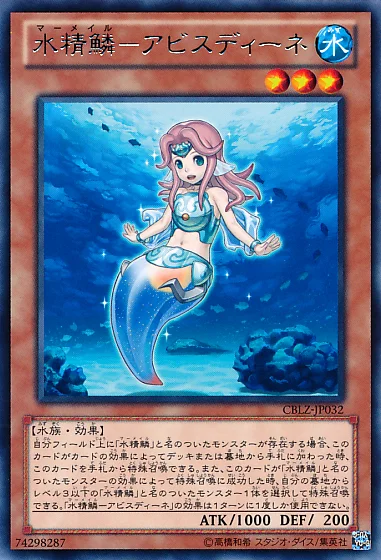 マーメイル
水精鱗－アビスディーネ
水
CBLZ-JP032
【水族・効果】
自分フィールド上に「水精鱗」と名のついたモンスターが存在する場合、この
カードがカードの効果によってデッキまたは墓地から手札に加わった時、
このカードを手札から特殊召喚できる。また、このカードが「水精鱗」と名の
ついたモンスターの効果によって特殊召喚に成功した時、自分の墓地から
レベル３以下の「水精鱗」と名のついたモンスター１体を選択して特殊召喚
できる。「水精鱗－アビスディーネ」の効果は１ターンに１度しか使用できない。
ATK/1000 DEF/ 200
74298287
©高橋和希 スタジオ・ダイス/集英社